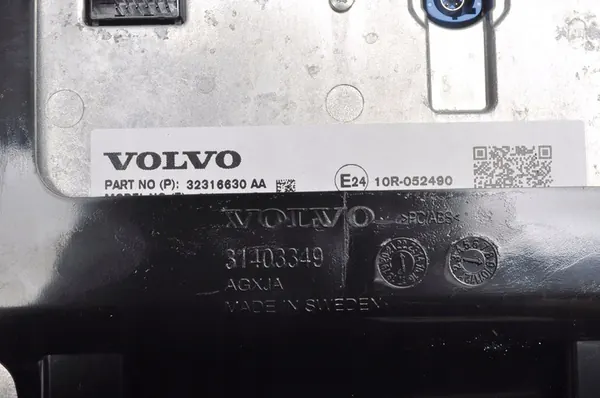 VOLVO
PART NO (P): 32316630 AA
E24 10R-052490
VOLVO >PC/ABS<
31403349
AGXJA
MADE IN SWEDEN